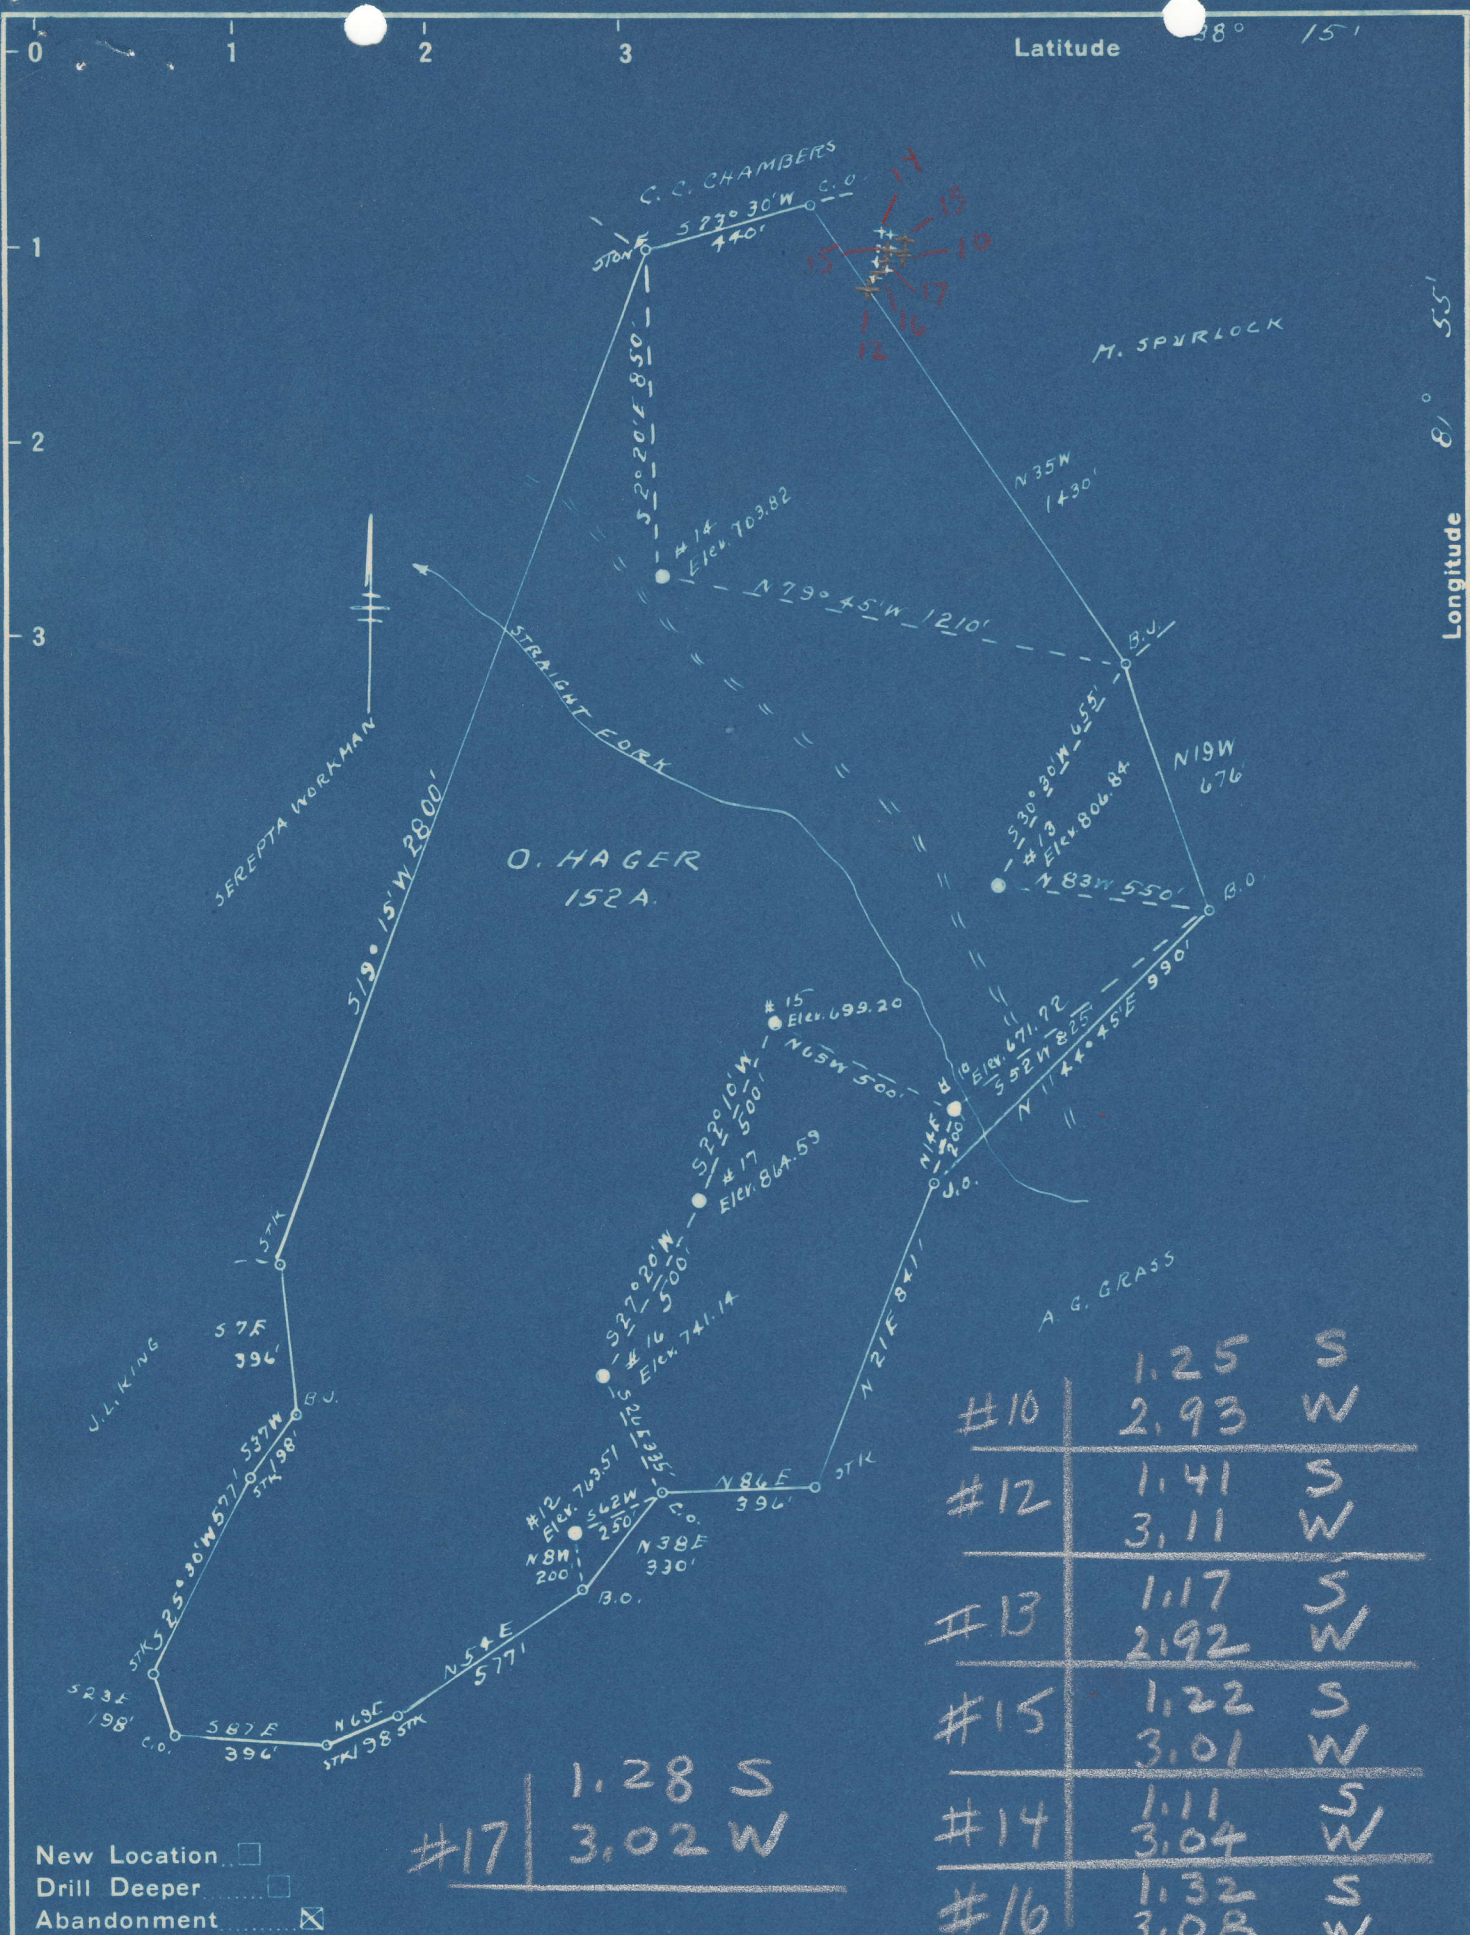 0 1 2 3 Latitude 38° 15'
1
2
3
81° 55'
Longitude
C. C. CHAMBERS
S 73° 30' W
440'
C.O.
STONE
14
15
10
13
17
16
12
M. SPURLOCK
S 2° 20' E 850'
N 35 W
1430'
#14
Elev. 703.82
N 79° 45' W 1210'
B.J.
STRAIGHT FORK
SEREPTA WORKMAN
S 30° 30' W 655'
#13
Elev. 806.84
N 19 W
676'
O. HAGER
152 A.
S 19° 15' W 2800'
N 83 W 550'
B.O.
#15
Elev. 699.20
N 65 W 500'
#10
Elev. 671.72
S 52 W 825'
N 44° 45' E 990'
N 14 E
200'
J.O.
S 22° 10' W
500'
#17
Elev. 864.59
STK
S 27° 20' W
500'
#16
Elev. 741.14
N 21 E 841'
A. G. GRASS
S 7 E
396'
J. L. KING
B.J.
S 37 W
198'
STK
S 25° 30' W 577'
S 26 E 335'
#12
Elev. 763.51
S 62 W
250'
C.O.
N 86 E
396'
STK
N 8 W
200'
N 38 E
330'
B.O.
STK
S 23 E
198'
C.O.
S 87 E
396'
N 69 E
STK 198 STK
N 54 E
577'
#10 1.25 S
2.93 W
#12 1.41 S
3.11 W
#13 1.17 S
2.92 W
#15 1.22 S
3.01 W
#14 1.11 S
3.04 W
#16 1.32 S
3.08 W
#17 1.28 S
3.02 W
New Location
Drill Deeper
Abandonment